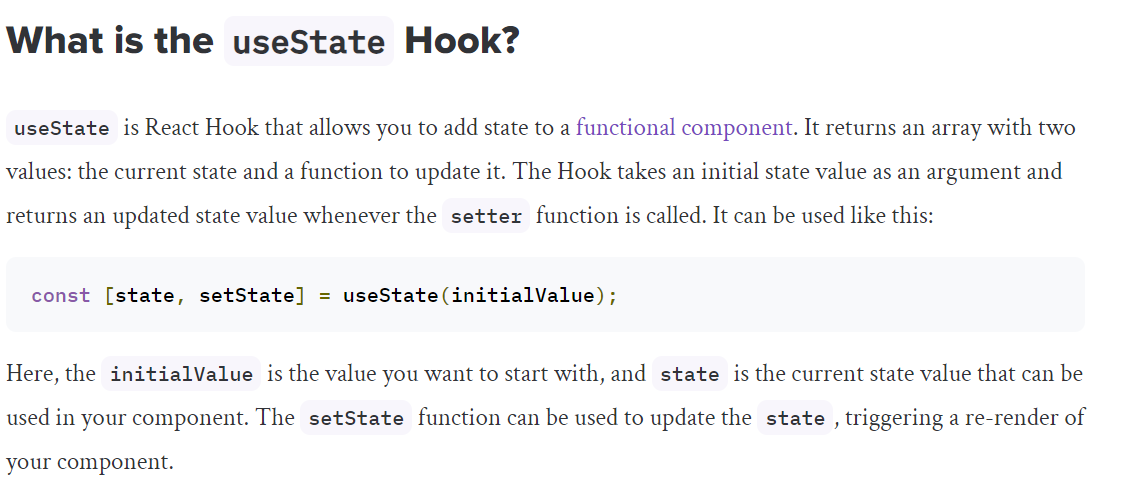 What is the useState Hook?
useState is React Hook that allows you to add state to a functional component. It returns an array with two
values: the current state and a function to update it. The Hook takes an initial state value as an argument and
returns an updated state value whenever the setter function is called. It can be used like this:
const [state, setState] = useState(initialValue);
Here, the initialValue is the value you want to start with, and state is the current state value that can be
used in your component. The setState function can be used to update the state, triggering a re-render of
your component.